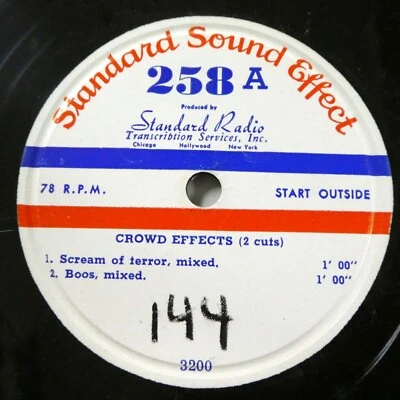 Standard Sound Effect
258 A
Produced by
Standard Radio
Transcribtion Services, Inc.
Chicago Hollywood New York
78 R.P.M. START OUTSIDE
CROWD EFFECTS (2 cuts)
1. Scream of terror, mixed. 1' 00"
2. Boos, mixed. 1' 00"
144
3200